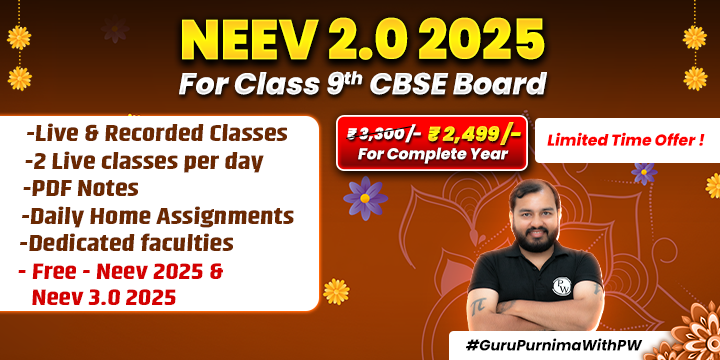 NEEV 2.0 2025
For Class 9th CBSE Board
-Live & Recorded Classes
-2 Live classes per day
-PDF Notes
-Daily Home Assignments
-Dedicated faculties
- Free - Neev 2025 &
Neev 3.0 2025
₹ 3,300/- ₹ 2,499/-
For Complete Year
Limited Time Offer !
PW
π
#GuruPurnimaWithPW